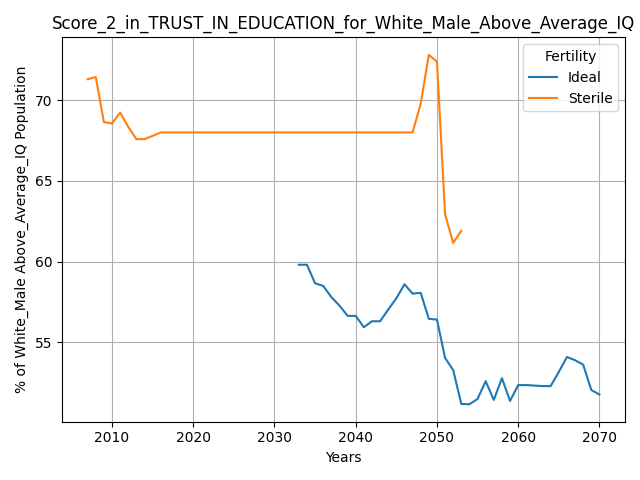 Score_2_in_TRUST_IN_EDUCATION_for_White_Male_Above_Average_IQ
% of White_Male Above_Average_IQ Population
70
65
60
55
Fertility
Ideal
Sterile
2010 2020 2030 2040 2050 2060 2070
Years